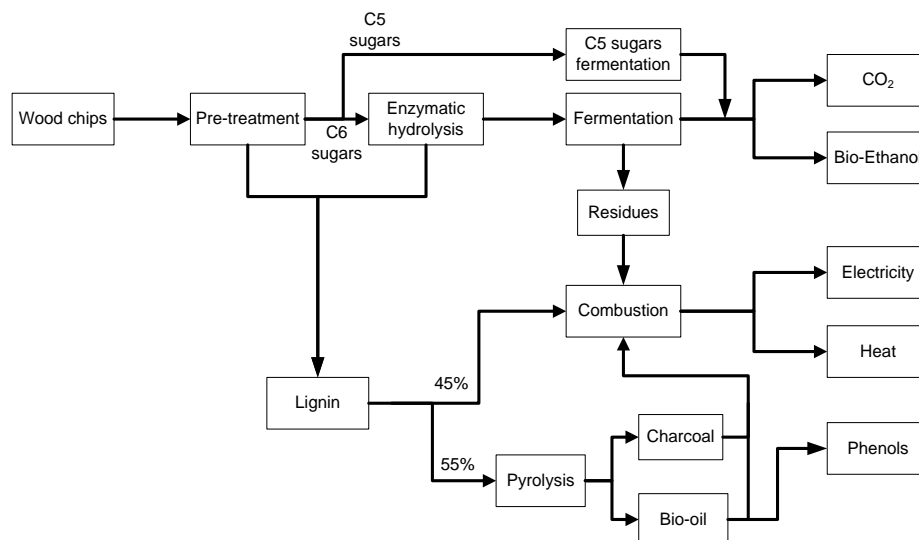 C5
sugars
C5 sugars
fermentation
CO₂
Wood chips
Pre-treatment
Enzymatic
hydrolysis
Fermentation
C6
sugars
Bio-Ethanol
Residues
Electricity
Combustion
Heat
45%
Lignin
Charcoal
Phenols
55%
Pyrolysis
Bio-oil